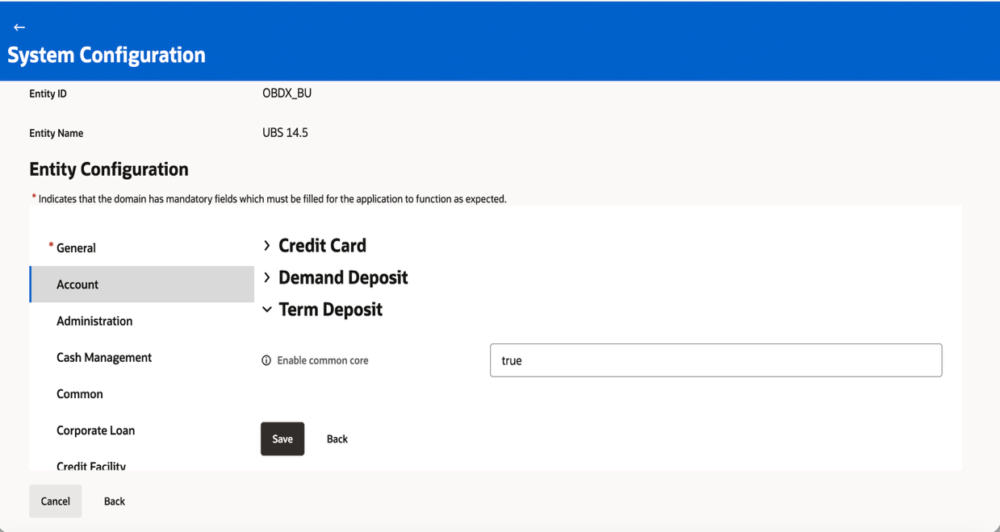 System Configuration
Entity ID OBDX_BU
Entity Name UBS 14.5
Entity Configuration
* Indicates that the domain has mandatory fields which must be filled for the application to function as expected.
* General
Account
Administration
Cash Management
Common
Corporate Loan
Credit Facility
Credit Card
Demand Deposit
Term Deposit
Enable common core true
Save Back
Cancel Back